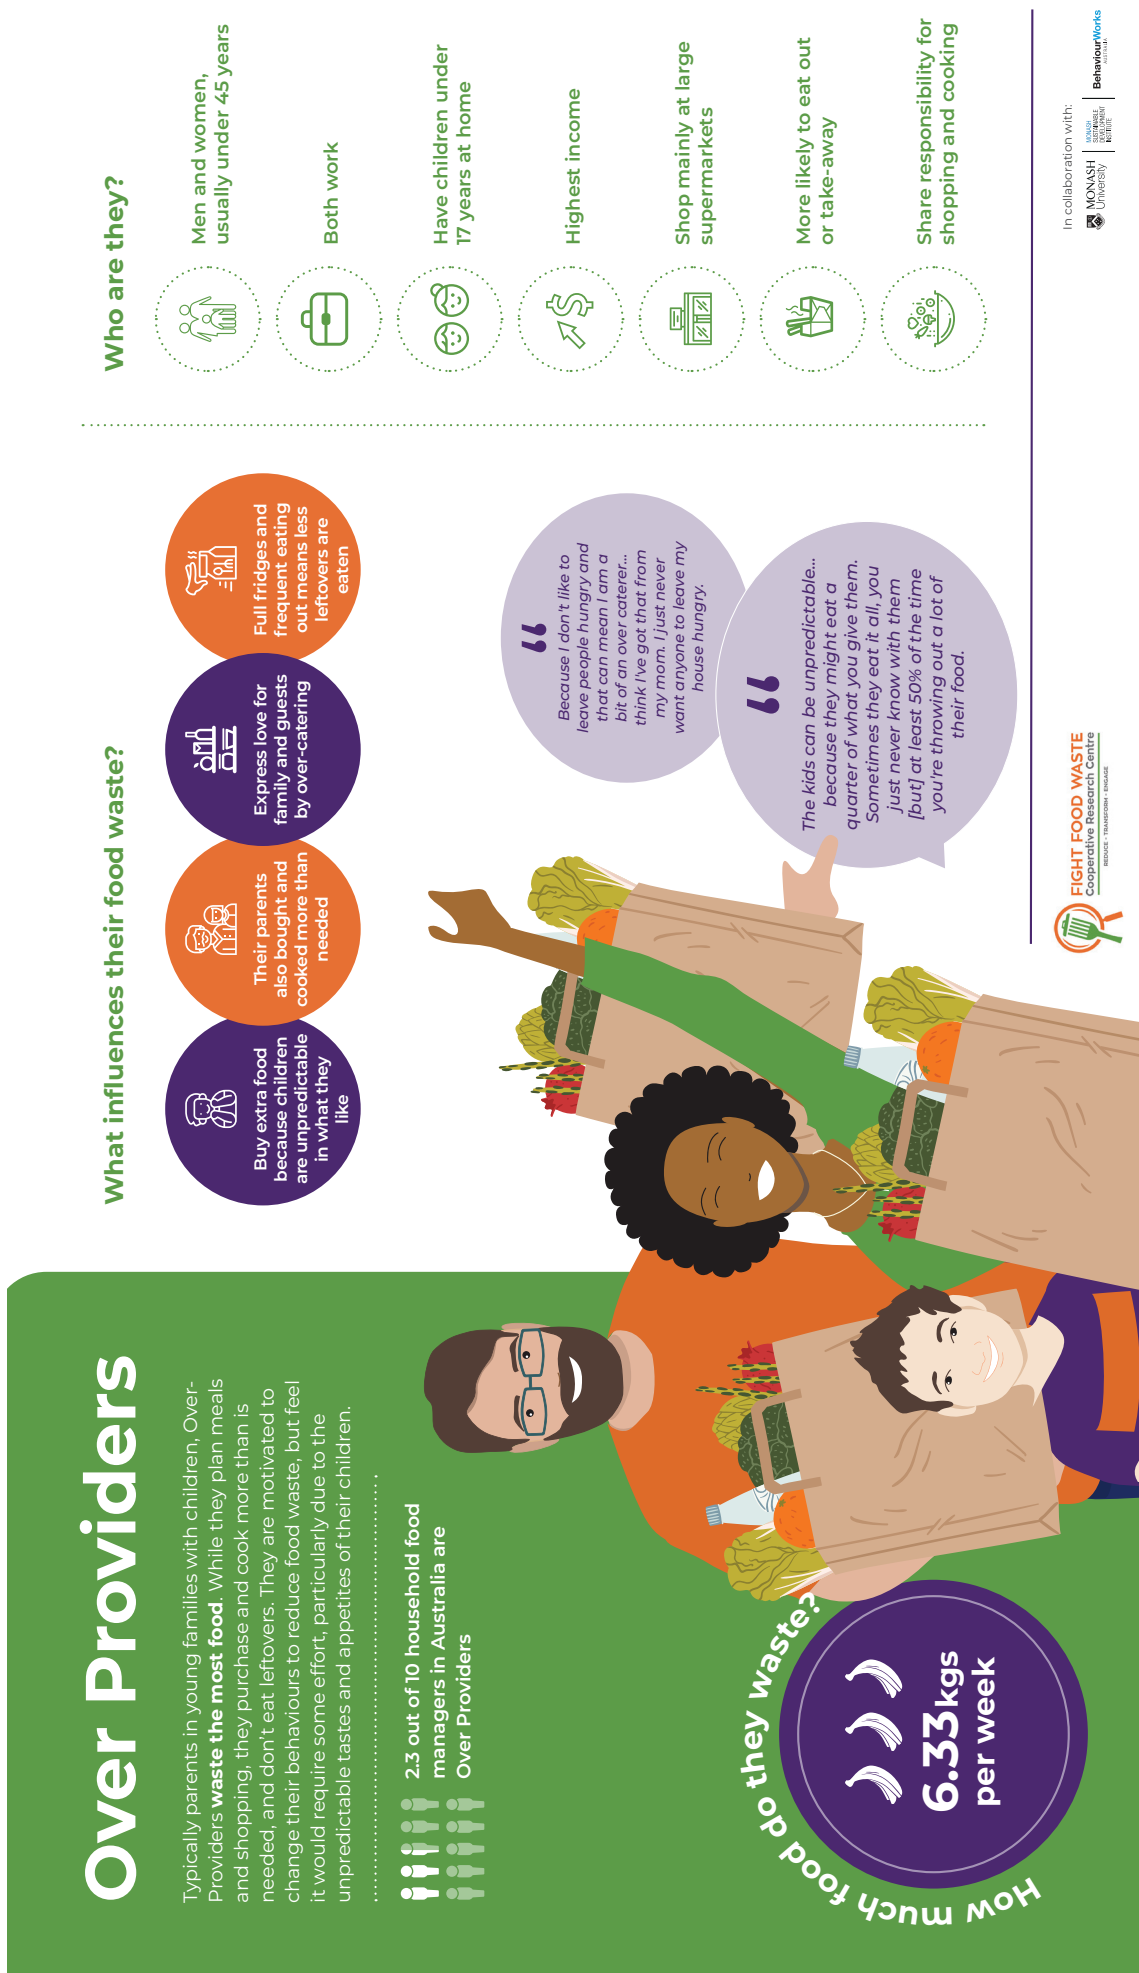 Over Providers
Typically parents in young families with children, Over-
Providers waste the most food. While they plan meals
and shopping, they purchase and cook more than is
needed, and don't eat leftovers. They are motivated to
change their behaviours to reduce food waste, but feel
it would require some effort, particularly due to the
unpredictable tastes and appetites of their children.
2.3 out of 10 household food
managers in Australia are
Over Providers
How much food do they waste?
6.33kgs
per week
What influences their food waste?
Buy extra food
because children
are unpredictable
in what they
like
Their parents
also bought and
cooked more than
needed
Express love for
family and guests
by over-catering
Full fridges and
frequent eating
out means less
leftovers are
eaten
“
Because I don't like to
leave people hungry and
that can mean I am a
bit of an over caterer...
think I've got that from
my mom. I just never
want anyone to leave my
house hungry.
“
The kids can be unpredictable...
because they might eat a
quarter of what you give them.
Sometimes they eat it all, you
just never know with them
[but] at least 50% of the time
you're throwing out a lot of
their food.
Who are they?
Men and women,
usually under 45 years
Both work
Have children under
17 years at home
Highest income
Shop mainly at large
supermarkets
More likely to eat out
or take-away
Share responsibility for
shopping and cooking
FIGHT FOOD WASTE
Cooperative Research Centre
REDUCE - TRANSFORM - ENGAGE
In collaboration with:
MONASH
University
MONASH
SUSTAINABLE
DEVELOPMENT
INSTITUTE
BehaviourWorks
AUSTRALIA